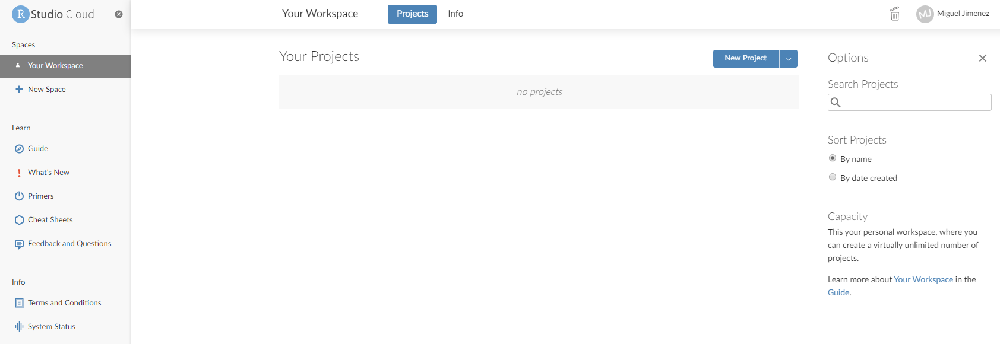 R Studio Cloud
Your Workspace
Projects
Info
MJ
Miguel Jimenez
Spaces
Your Workspace
New Space
Learn
Guide
What's New
Primers
Cheat Sheets
Feedback and Questions
Info
Terms and Conditions
System Status
Your Projects
New Project
no projects
Options
Search Projects
Sort Projects
By name
By date created
Capacity
This your personal workspace, where you
can create a virtually unlimited number of
projects.
Learn more about Your Workspace in the
Guide.